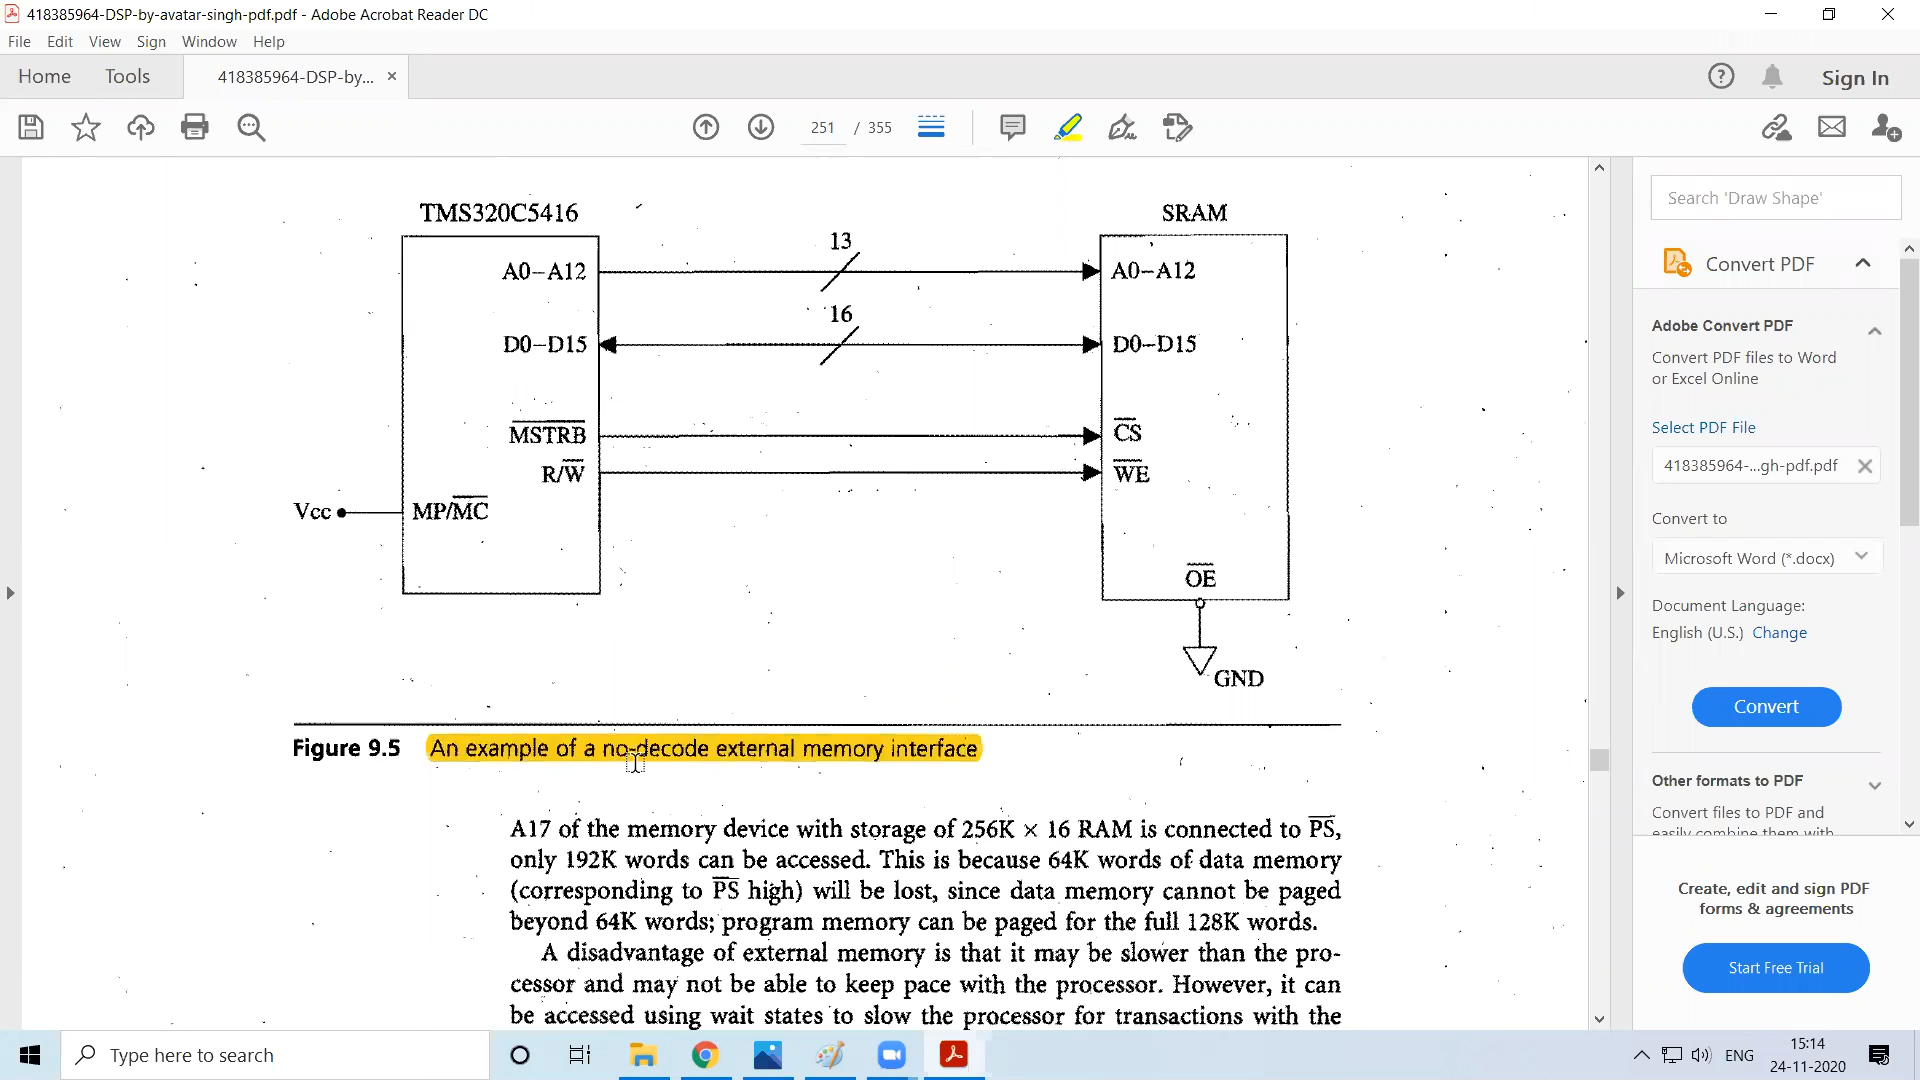 418385964-DSP-by-avatar-singh-pdf.pdf - Adobe Acrobat Reader DC
File Edit View Sign Window Help
Home Tools 418385964-DSP-by... × Sign In
251 / 355
TMS320C5416 SRAM
13
A0–A12 A0–A12
16
D0–D15 D0–D15
MSTRB CS
R/W WE
Vcc MP/MC
OE
GND
Figure 9.5 An example of a no-decode external memory interface
A17 of the memory device with storage of 256K × 16 RAM is connected to PS,
only 192K words can be accessed. This is because 64K words of data memory
(corresponding to PS high) will be lost, since data memory cannot be paged
beyond 64K words; program memory can be paged for the full 128K words.
A disadvantage of external memory is that it may be slower than the pro-
cessor and may not be able to keep pace with the processor. However, it can
be accessed using wait states to slow the processor for transactions with the
Search 'Draw Shape'
Convert PDF
Adobe Convert PDF
Convert PDF files to Word
or Excel Online
Select PDF File
418385964-...gh-pdf.pdf
Convert to
Microsoft Word (*.docx)
Document Language:
English (U.S.) Change
Convert
Other formats to PDF
Convert files to PDF and
easily combine them with
Create, edit and sign PDF
forms & agreements
Start Free Trial
Type here to search
ENG
15:14
24-11-2020